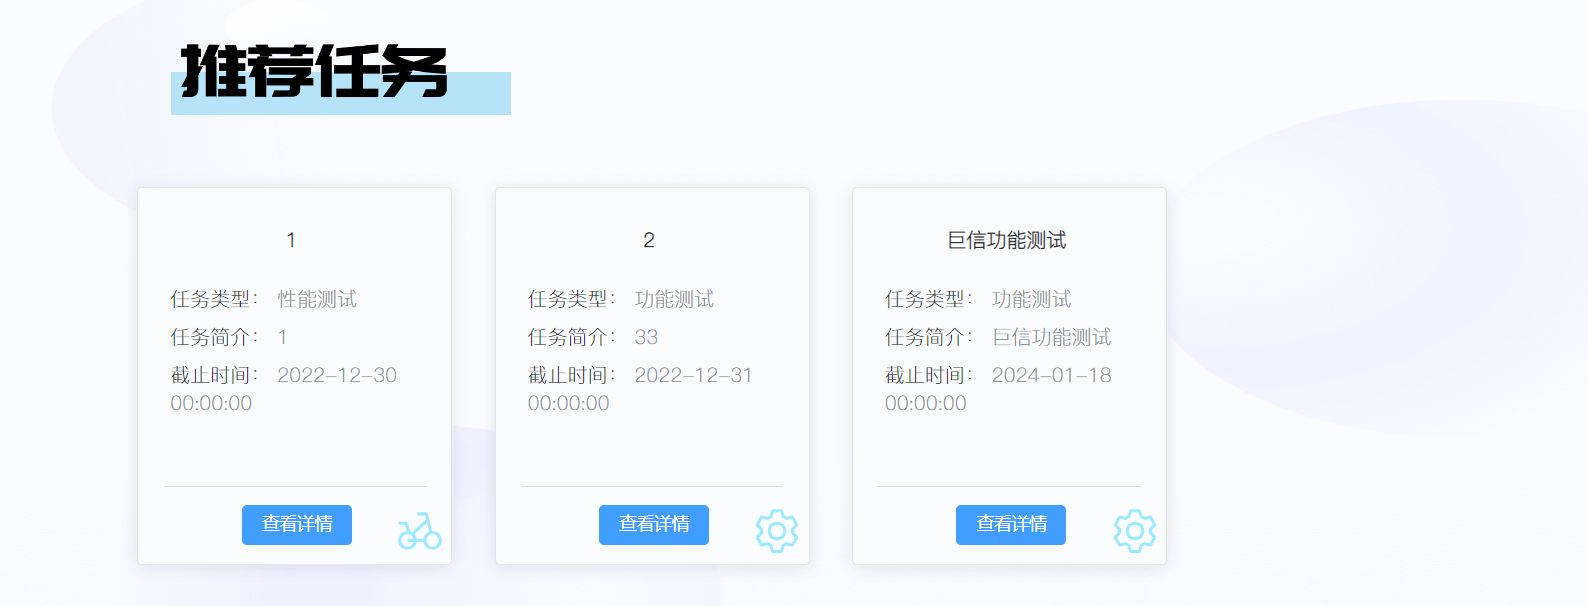 推荐任务
1
任务类型： 性能测试
任务简介： 1
截止时间： 2022-12-30
00:00:00
查看详情
2
任务类型： 功能测试
任务简介： 33
截止时间： 2022-12-31
00:00:00
查看详情
巨信功能测试
任务类型： 功能测试
任务简介： 巨信功能测试
截止时间： 2024-01-18
00:00:00
查看详情